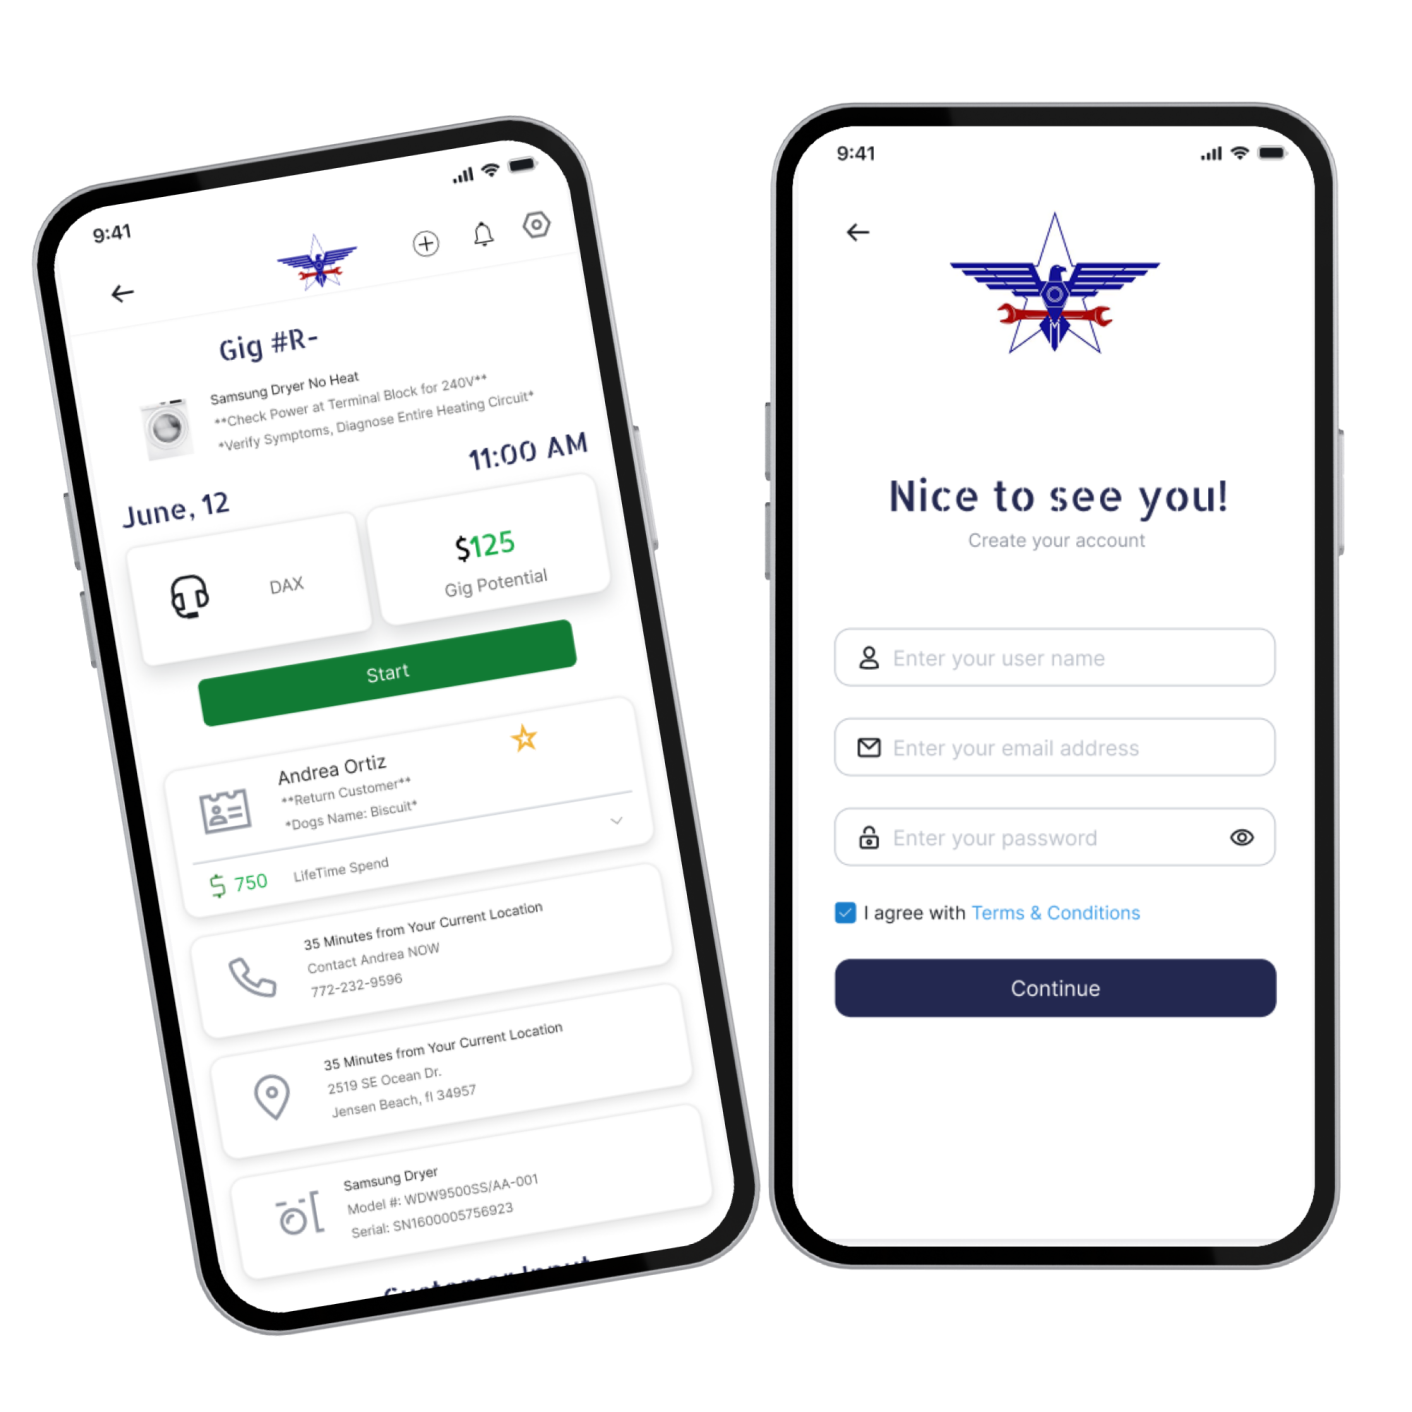 9:41
Gig #R-
Samsung Dryer No Heat
**Check Power at Terminal Block for 240V**
*Verify Symptoms, Diagnose Entire Heating Circuit*
11:00 AM
June, 12
DAX
$125
Gig Potential
Start
Andrea Ortiz
**Return Customer**
*Dogs Name: Biscuit*
$ 750 LifeTime Spend
35 Minutes from Your Current Location
Contact Andrea NOW
772-232-9596
35 Minutes from Your Current Location
2519 SE Ocean Dr.
Jensen Beach, fl 34957
Samsung Dryer
Model #: WDW9500SS/AA-001
Serial: SN1600005756923
Customer Input
9:41
M
Nice to see you!
Create your account
Enter your user name
Enter your email address
Enter your password
I agree with Terms & Conditions
Continue